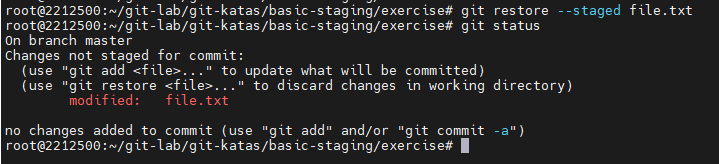 root@2212500:~/git-lab/git-katas/basic-staging/exercise# git restore --staged file.txt
root@2212500:~/git-lab/git-katas/basic-staging/exercise# git status
On branch master
Changes not staged for commit:
  (use "git add <file>..." to update what will be committed)
  (use "git restore <file>..." to discard changes in working directory)
        modified:   file.txt

no changes added to commit (use "git add" and/or "git commit -a")
root@2212500:~/git-lab/git-katas/basic-staging/exercise#